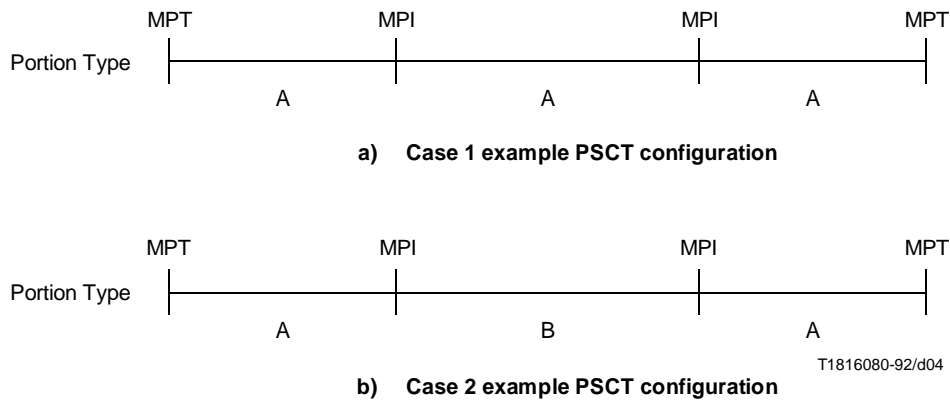 MPT MPI MPI MPT
Portion Type
A A A
a) Case 1 example PSCT configuration
MPT MPI MPI MPT
Portion Type
A B A
T1816080-92/d04
b) Case 2 example PSCT configuration